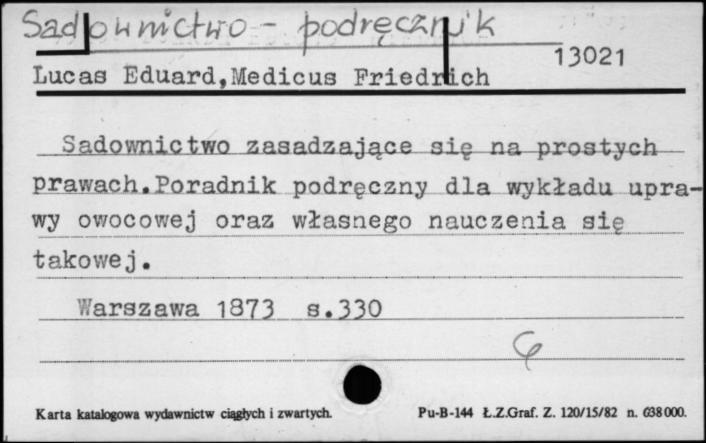 Sadownictwo - podręcznik
13021
Lucas Eduard,Medicus Friedrich
Sadownictwo zasadzające się na prostych
prawach.Poradnik podręczny dla wykładu upra-
wy owocowej oraz własnego nauczenia się
takowej.
Warszawa 1873 s.330
Karta katalogowa wydawnictw ciągłych i zwartych.
Pu-B-144 Ł.Z.Graf. Z. 120/15/82 n. 638000.